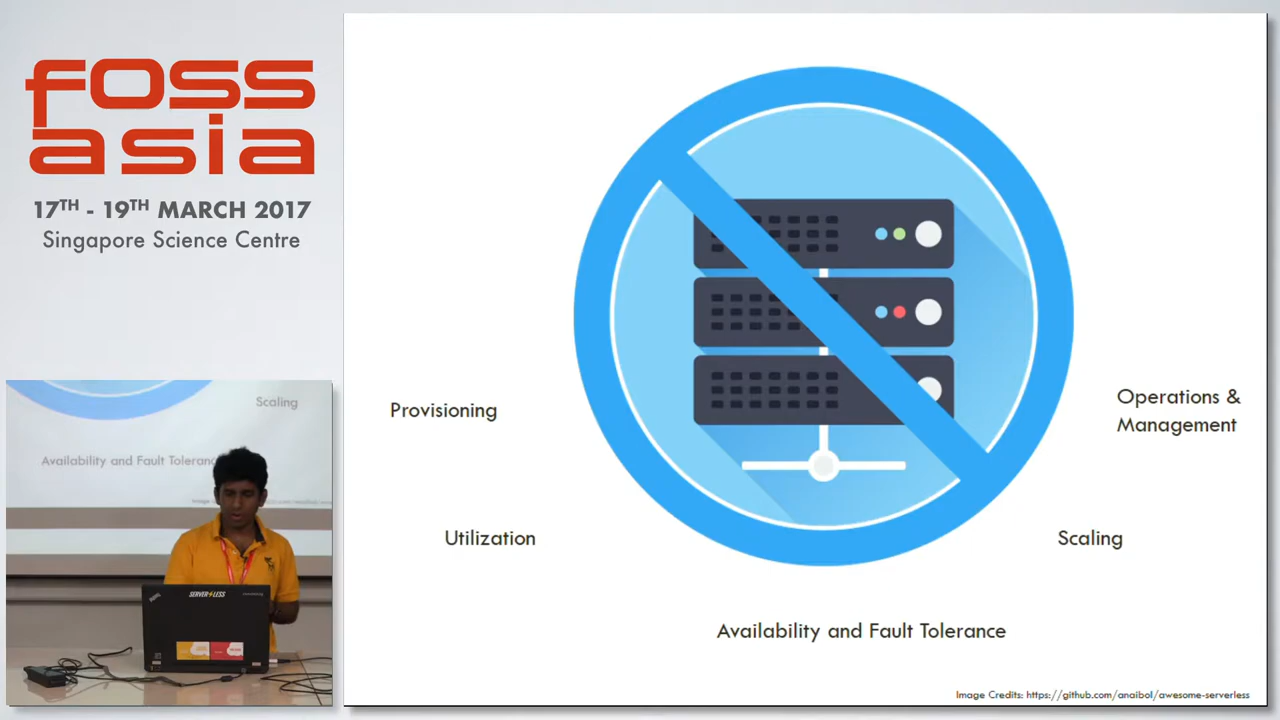 foss
asia
17TH - 19TH MARCH 2017
Singapore Science Centre
Provisioning
Operations &
Management
Utilization
Scaling
Availability and Fault Tolerance
Image Credits: https://github.com/anaibol/awesome-serverless
Scaling
Availability and Fault Toleranc
SERVERLESS